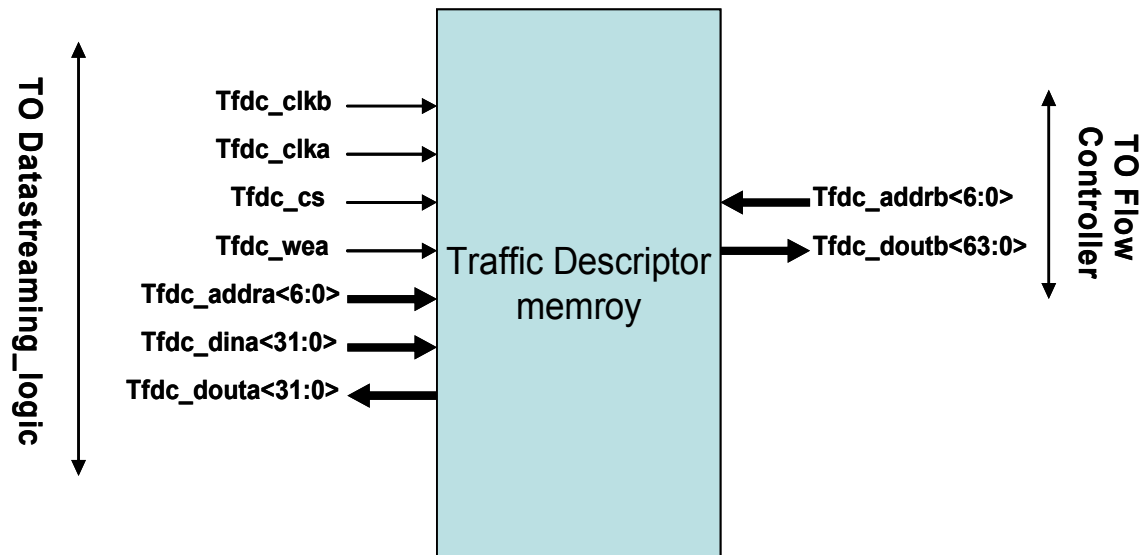 TO Datastreaming_logic
Tfdc_clkb
Tfdc_clka
Tfdc_cs
Tfdc_wea
Tfdc_addra<6:0>
Tfdc_dina<31:0>
Tfdc_douta<31:0>
Traffic Descriptor
memroy
Tfdc_addrb<6:0>
Tfdc_doutb<63:0>
TO Flow
Controller